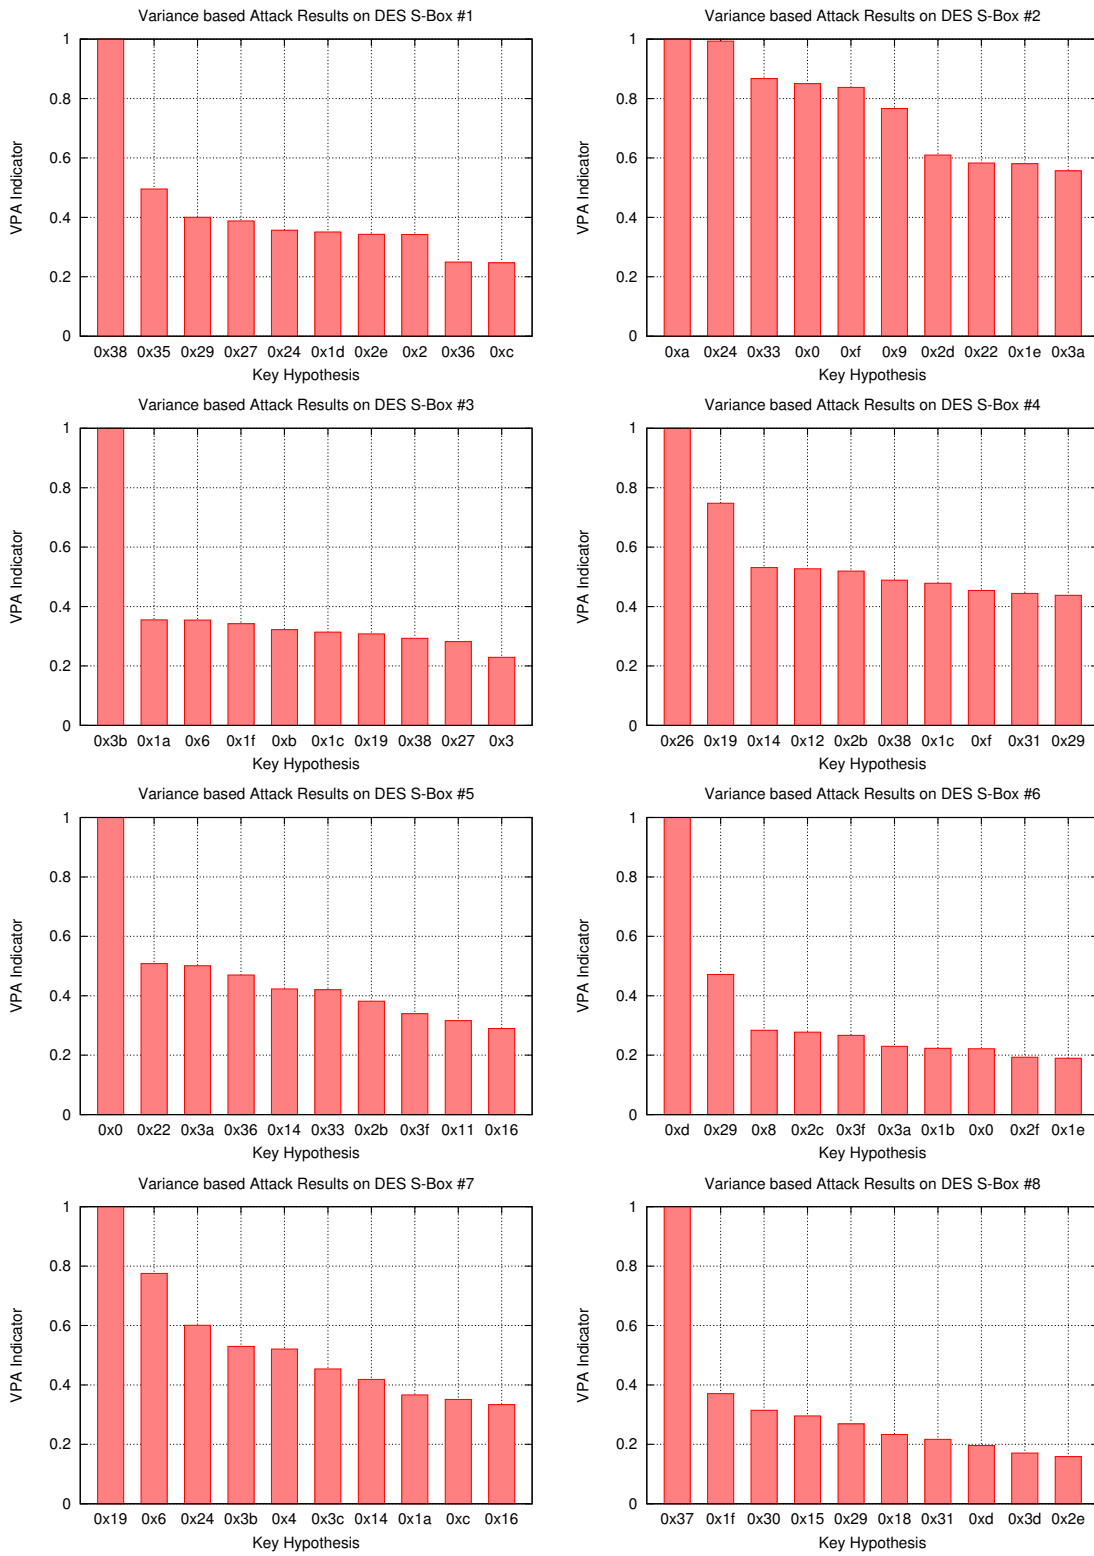 Variance based Attack Results on DES S-Box #1
1
0.8
0.6
0.4
0.2
0
VPA Indicator
0x38 0x35 0x29 0x27 0x24 0x1d 0x2e 0x2 0x36 0xc
Key Hypothesis
Variance based Attack Results on DES S-Box #2
1
0.8
0.6
0.4
0.2
0
VPA Indicator
0xa 0x24 0x33 0x0 0xf 0x9 0x2d 0x22 0x1e 0x3a
Key Hypothesis
Variance based Attack Results on DES S-Box #3
1
0.8
0.6
0.4
0.2
0
VPA Indicator
0x3b 0x1a 0x6 0x1f 0xb 0x1c 0x19 0x38 0x27 0x3
Key Hypothesis
Variance based Attack Results on DES S-Box #4
1
0.8
0.6
0.4
0.2
0
VPA Indicator
0x26 0x19 0x14 0x12 0x2b 0x38 0x1c 0xf 0x31 0x29
Key Hypothesis
Variance based Attack Results on DES S-Box #5
1
0.8
0.6
0.4
0.2
0
VPA Indicator
0x0 0x22 0x3a 0x36 0x14 0x33 0x2b 0x3f 0x11 0x16
Key Hypothesis
Variance based Attack Results on DES S-Box #6
1
0.8
0.6
0.4
0.2
0
VPA Indicator
0xd 0x29 0x8 0x2c 0x3f 0x3a 0x1b 0x0 0x2f 0x1e
Key Hypothesis
Variance based Attack Results on DES S-Box #7
1
0.8
0.6
0.4
0.2
0
VPA Indicator
0x19 0x6 0x24 0x3b 0x4 0x3c 0x14 0x1a 0xc 0x16
Key Hypothesis
Variance based Attack Results on DES S-Box #8
1
0.8
0.6
0.4
0.2
0
VPA Indicator
0x37 0x1f 0x30 0x15 0x29 0x18 0x31 0xd 0x3d 0x2e
Key Hypothesis